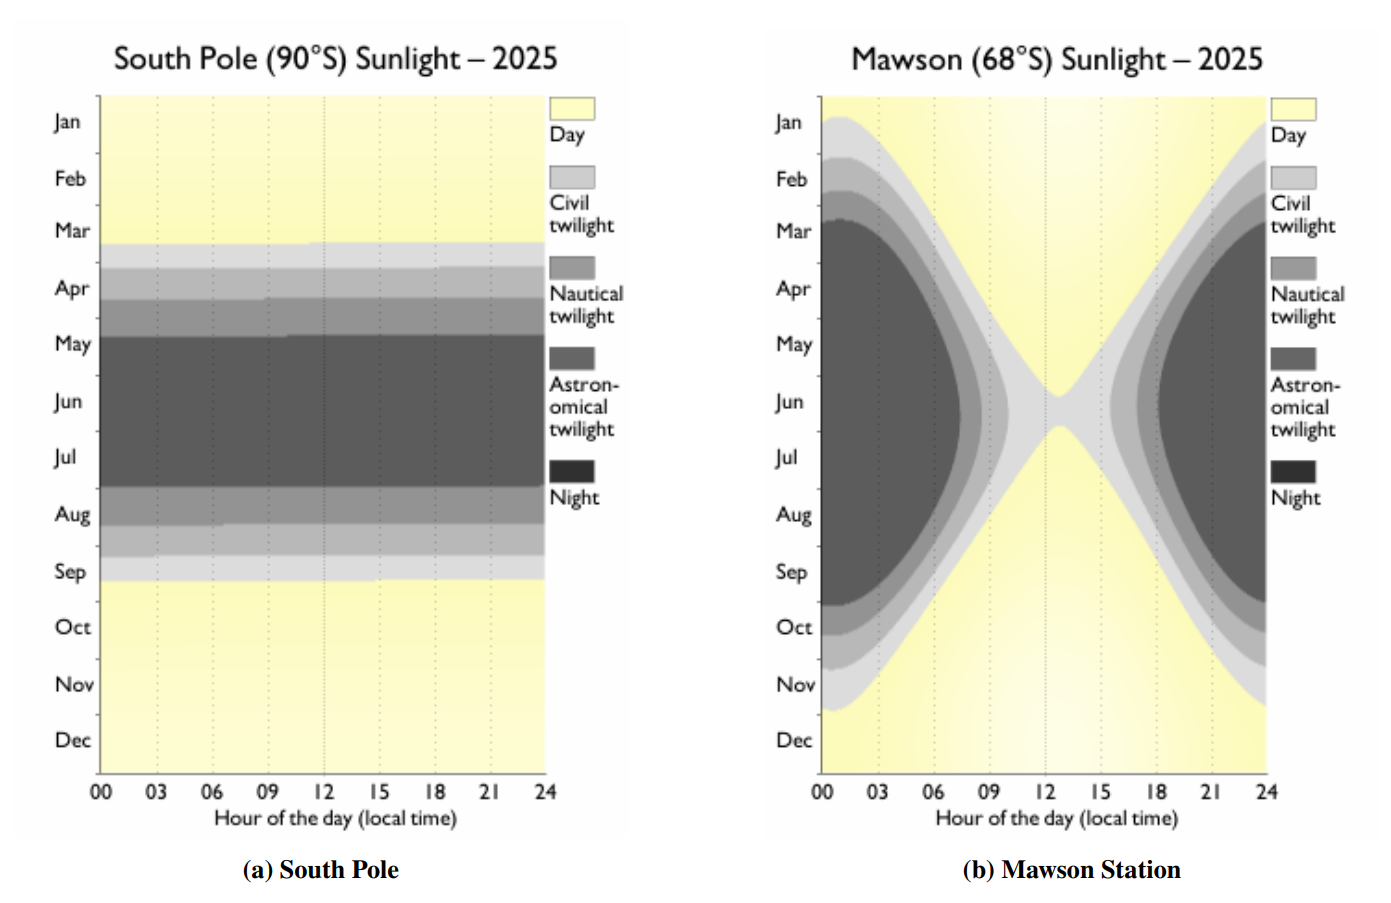 South Pole (90°S) Sunlight – 2025
Jan
Feb
Mar
Apr
May
Jun
Jul
Aug
Sep
Oct
Nov
Dec
00 03 06 09 12 15 18 21 24
Hour of the day (local time)
Day
Civil
twilight
Nautical
twilight
Astron-
omical
twilight
Night
(a) South Pole
Mawson (68°S) Sunlight – 2025
Jan
Feb
Mar
Apr
May
Jun
Jul
Aug
Sep
Oct
Nov
Dec
00 03 06 09 12 15 18 21 24
Hour of the day (local time)
Day
Civil
twilight
Nautical
twilight
Astron-
omical
twilight
Night
(b) Mawson Station